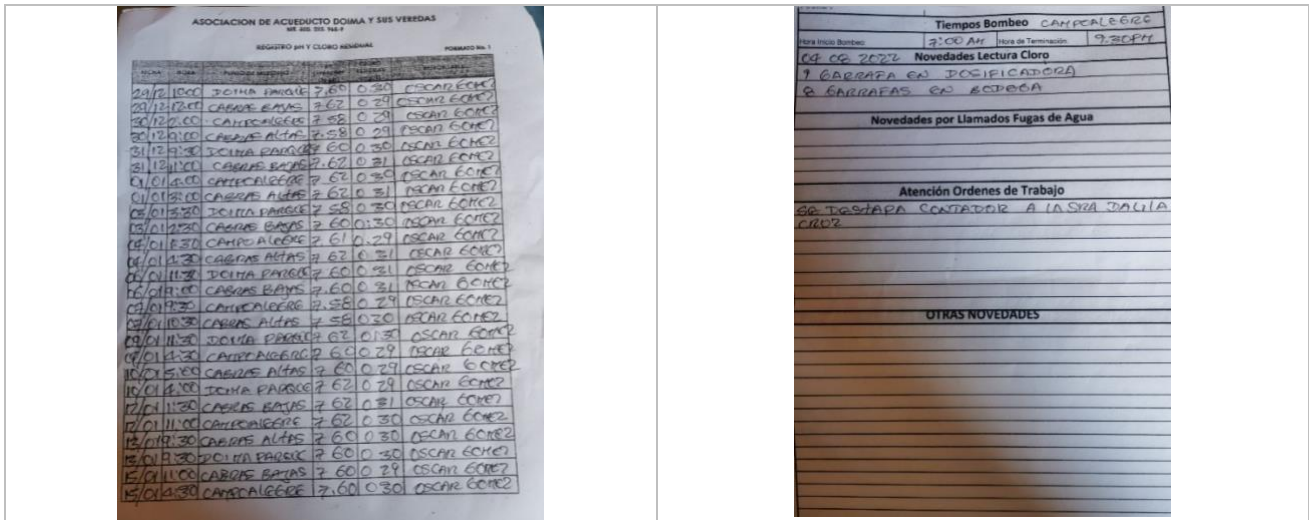 ASOCIACION DE ACUEDUCTO DOIMA Y SUS VEREDAS
REGISTRO pH Y CLORO RESIDUAL FORMATO No. 1
29/12 10:00 DOIMA PARQUE 7.60 0.30 OSCAR GOMEZ
29/12 12:00 CABRAS BAJAS 7.62 0 29 OSCAR GOMEZ
30/12 CAMPOALEGRE 7.58 0 29 OSCAR GOMEZ
30/12 9:00 CABRAS ALTAS 7.58 0 29 OSCAR GOMEZ
31/12 9:30 DOIMA PARQUE 60 0 30 OSCAR GOMEZ
31/12 11:00 CABRAS BAJAS 7.62 0 31 OSCAR GOMEZ
01/01 CAMPOALEGRE 7 62 0 30 OSCAR GOMEZ
01/01 3:00 CABRAS ALTAS 7 62 0 31 OSCAR GOMEZ
03/01 3:30 DOIMA PARQUE 7 58 0 30 OSCAR GOMEZ
03/01 2:30 CABRAS BAJAS 7 60 0:30 OSCAR GOMEZ
04/01 CAMPOALEGRE 7 61 0.29 OSCAR GOMEZ
04/01 4:30 CABRAS ALTAS 7 62 0 31 OSCAR GOMEZ
11:30 DOIMA PARQUE 7 60 0 31 OSCAR GOMEZ
9:00 CABRAS BAJAS 7.60 0 31 OSCAR GOMEZ
07/01 9:30 CAMPOALEGRE 7.58 0 29 OSCAR GOMEZ
07/01 10:30 CABRAS ALTAS 7 58 0 30 OSCAR GOMEZ
09/01 11:30 DOIMA PARQUE 7 62 0:30 OSCAR GOMEZ
09/01 4:30 CAMPOALEGRE 7 60 0 29 OSCAR GOMEZ
10/01 5:00 CABRAS ALTAS 7 60 0 29 OSCAR GOMEZ
10/01 4:00 DOIMA PARQUE 7 62 0 29 OSCAR GOMEZ
12/01 1:30 CABRAS BAJAS 7 62 0 31 OSCAR GOMEZ
12/01 11:00 CAMPOALEGRE 7 62 0 30 OSCAR GOMEZ
13/01 9:30 CABRAS ALTAS 7 60 0 30 OSCAR GOMEZ
13/01 9:30 DOIMA PARQUE 7 60 0 30 OSCAR GOMEZ
15/01 11:00 CABRAS BAJAS 7 60 0 29 OSCAR GOMEZ
15/01 4:30 CAMPOALEGRE 7.60 0 30 OSCAR GOMEZ
Tiempos Bombeo CAMPOALEGRE
Hora Inicio Bombeo 7:00 AM Hora de Terminación 9:30PM
04 08 2022 Novedades Lectura Cloro
1 GARRAFA EN DOSIFICADORA
8 GARRAFAS EN BODEGA
Novedades por Llamados Fugas de Agua
Atención Ordenes de Trabajo
SE DESTAPA CONTADOR A LA SRA DALILA
CRUZ
OTRAS NOVEDADES